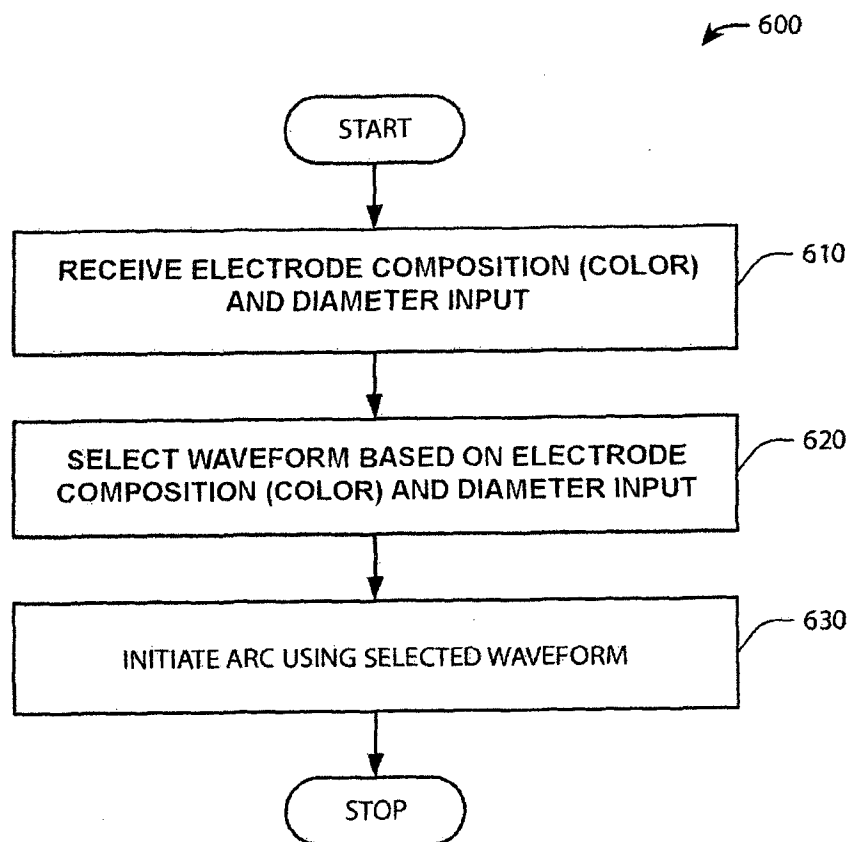 600
START
RECEIVE ELECTRODE COMPOSITION (COLOR)
AND DIAMETER INPUT
610
SELECT WAVEFORM BASED ON ELECTRODE
COMPOSITION (COLOR) AND DIAMETER INPUT
620
INITIATE ARC USING SELECTED WAVEFORM
630
STOP